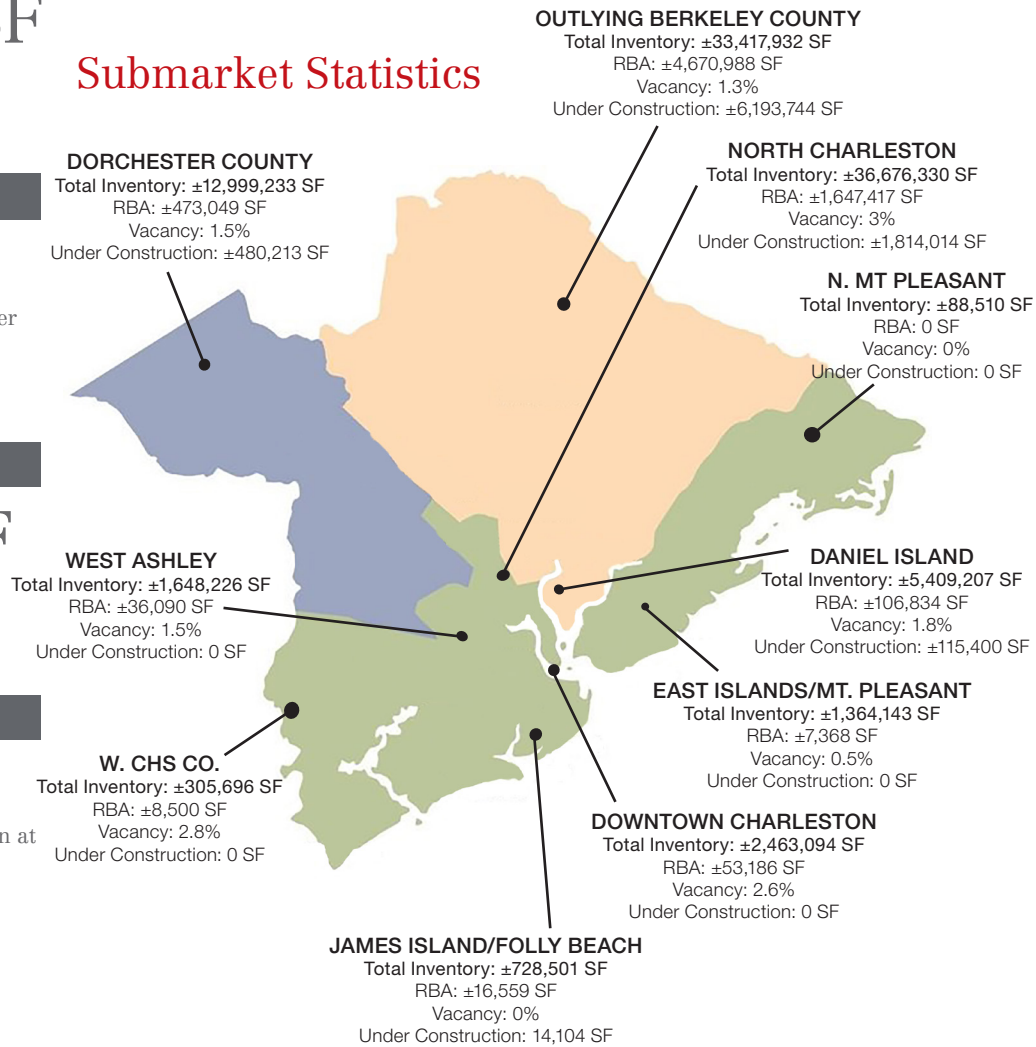 SF
Submarket Statistics
OUTLYING BERKELEY COUNTY
Total Inventory: ±33,417,932 SF
RBA: ±4,670,988 SF
Vacancy: 1.3%
Under Construction: ±6,193,744 SF
DORCHESTER COUNTY
Total Inventory: ±12,999,233 SF
RBA: ±473,049 SF
Vacancy: 1.5%
Under Construction: ±480,213 SF
NORTH CHARLESTON
Total Inventory: ±36,676,330 SF
RBA: ±1,647,417 SF
Vacancy: 3%
Under Construction: ±1,814,014 SF
N. MT PLEASANT
Total Inventory: ±88,510 SF
RBA: 0 SF
Vacancy: 0%
Under Construction: 0 SF
er
F
WEST ASHLEY
Total Inventory: ±1,648,226 SF
RBA: ±36,090 SF
Vacancy: 1.5%
Under Construction: 0 SF
DANIEL ISLAND
Total Inventory: ±5,409,207 SF
RBA: ±106,834 SF
Vacancy: 1.8%
Under Construction: ±115,400 SF
EAST ISLANDS/MT. PLEASANT
Total Inventory: ±1,364,143 SF
RBA: ±7,368 SF
Vacancy: 0.5%
Under Construction: 0 SF
W. CHS CO.
Total Inventory: ±305,696 SF
RBA: ±8,500 SF
Vacancy: 2.8%
Under Construction: 0 SF
n at
DOWNTOWN CHARLESTON
Total Inventory: ±2,463,094 SF
RBA: ±53,186 SF
Vacancy: 2.6%
Under Construction: 0 SF
JAMES ISLAND/FOLLY BEACH
Total Inventory: ±728,501 SF
RBA: ±16,559 SF
Vacancy: 0%
Under Construction: 14,104 SF